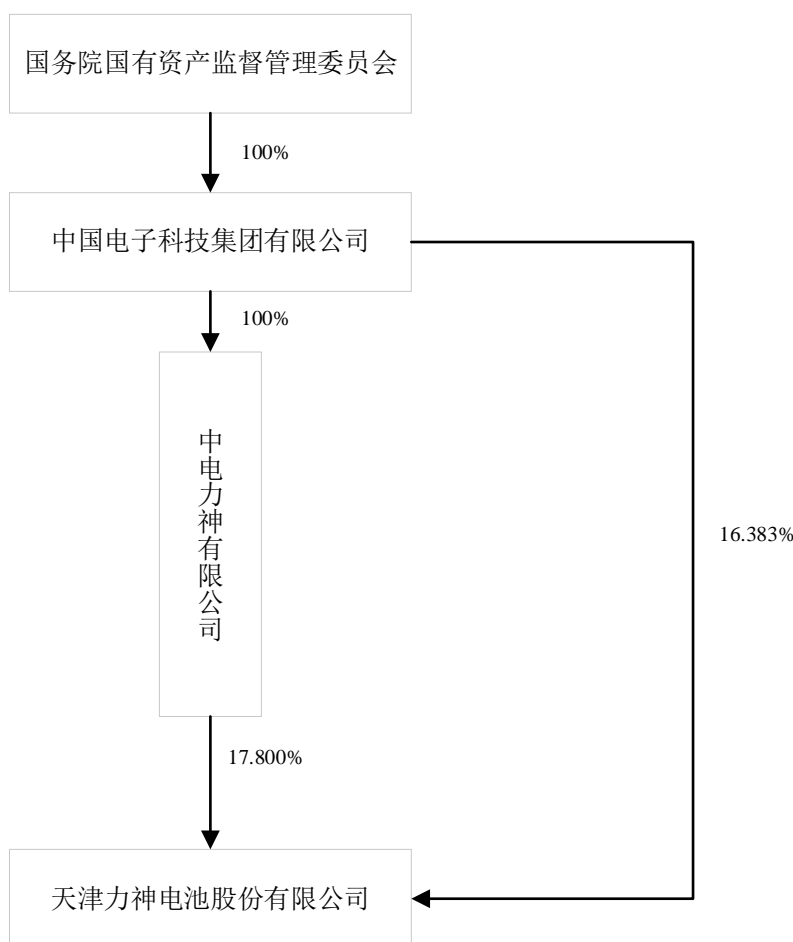 国务院国有资产监督管理委员会
100%
中国电子科技集团有限公司
100%
中电力神有限公司
16.383%
17.800%
天津力神电池股份有限公司